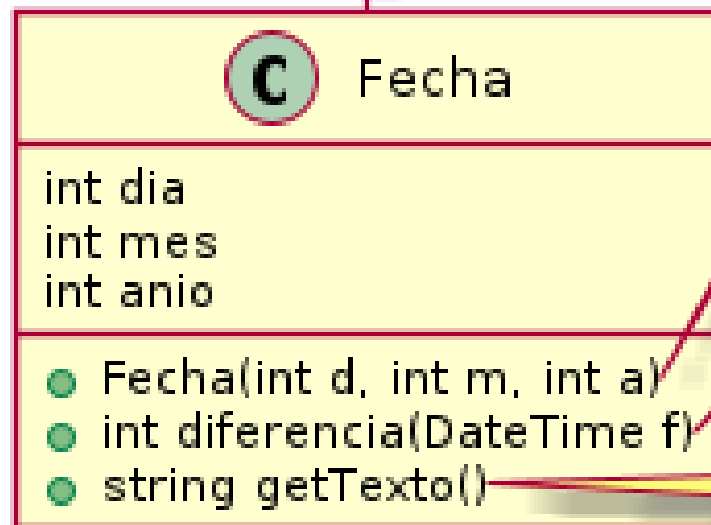 C Fecha
int dia
int mes
int anio
Fecha(int d, int m, int a)
int diferencia(DateTime f)
string getTexto()